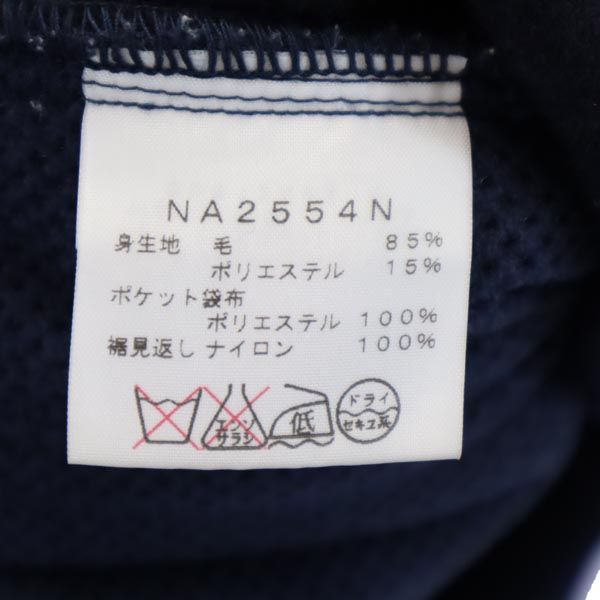 NA2554N
身生地 毛 85%
ポリエステル 15%
ポケット袋布
ポリエステル 100%
裾見返し ナイロン 100%
エンソサラシ 低 ドライ セキユ系